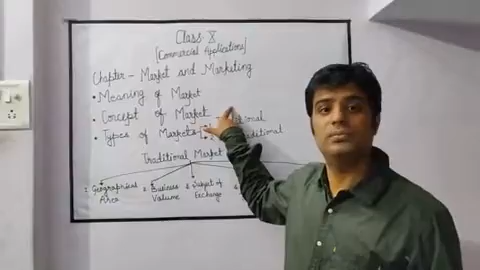 Class X
[Commercial Applications]
Chapter - Market and Marketing
• Meaning of Market
• Concept of Market
• Types of Markets
Traditional Market
1. Geographical Area
2. Business Volume
3. Subject of Exchange